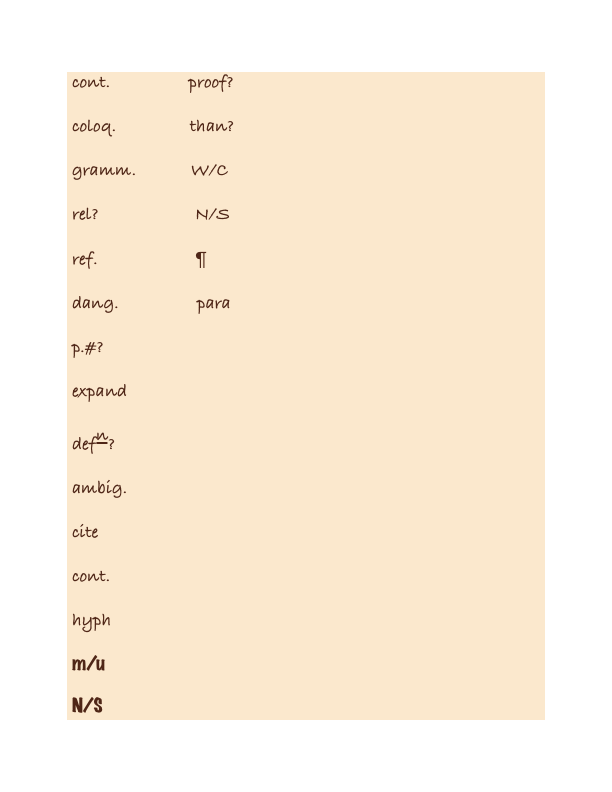 cont. proof?
coloq. than?
gramm. W/C
rel? N/S
ref. ¶
dang. para
p.#?
expand
defn?
ambig.
cite
cont.
hyph
m/u
N/S